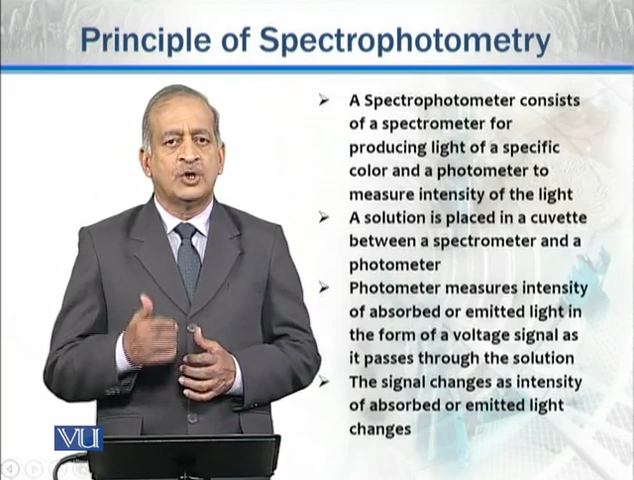 Principle of Spectrophotometry
A Spectrophotometer consists
of a spectrometer for
producing light of a specific
color and a photometer to
measure intensity of the light
A solution is placed in a cuvette
between a spectrometer and a
photometer
Photometer measures intensity
of absorbed or emitted light in
the form of a voltage signal as
it passes through the solution
The signal changes as intensity
of absorbed or emitted light
changes
VU